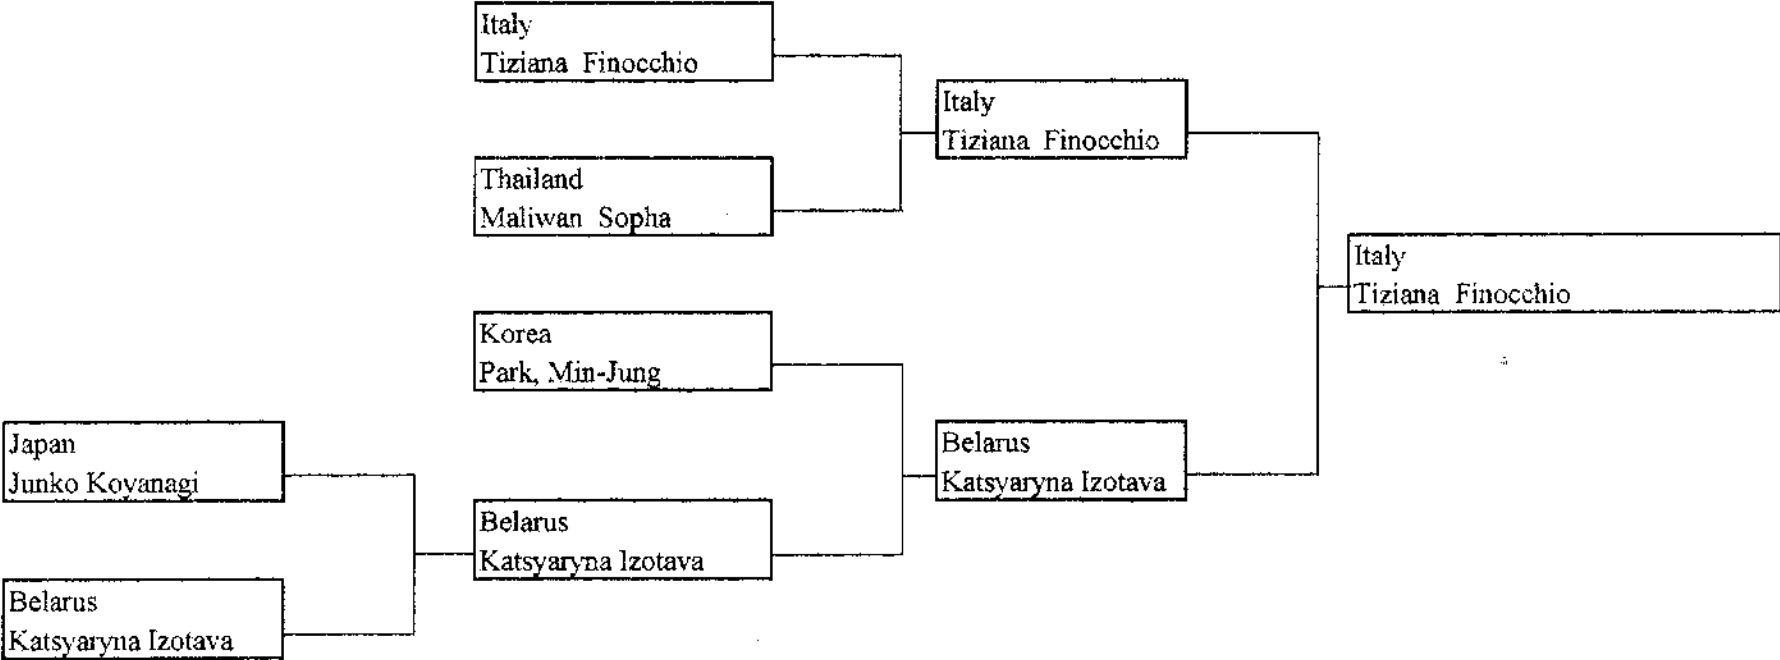 Italy
Tiziana Finocchio
Italy
Tiziana Finocchio
Thailand
Maliwan Sopha
Italy
Tiziana Finocchio
Korea
Park, Min-Jung
Japan
Junko Koyanagi
Belarus
Katsyaryna Izotava
Belarus
Katsyaryna Izotava
Belarus
Katsyaryna Izotava